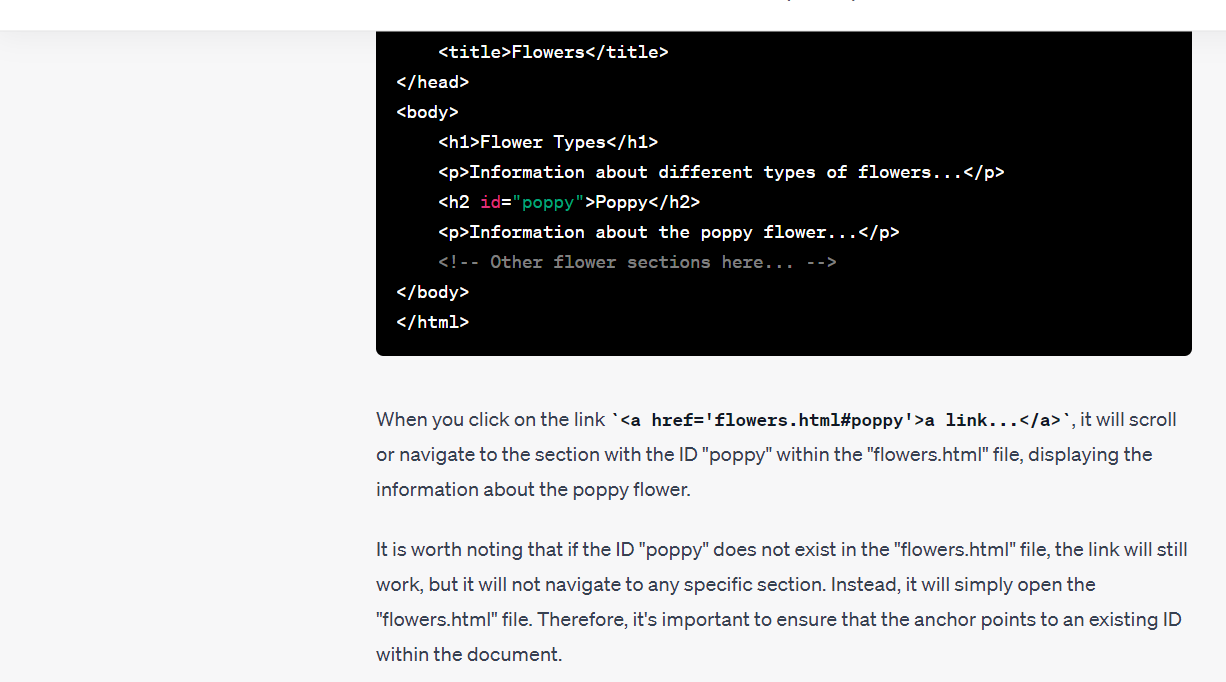 <title>Flowers</title>
</head>
<body>
<h1>Flower Types</h1>
<p>Information about different types of flowers...</p>
<h2 id="poppy">Poppy</h2>
<p>Information about the poppy flower...</p>
<!-- Other flower sections here... -->
</body>
</html>
When you click on the link `<a href='flowers.html#poppy'>a link...</a>`, it will scroll
or navigate to the section with the ID "poppy" within the "flowers.html" file, displaying the
information about the poppy flower.
It is worth noting that if the ID "poppy" does not exist in the "flowers.html" file, the link will still
work, but it will not navigate to any specific section. Instead, it will simply open the
"flowers.html" file. Therefore, it's important to ensure that the anchor points to an existing ID
within the document.